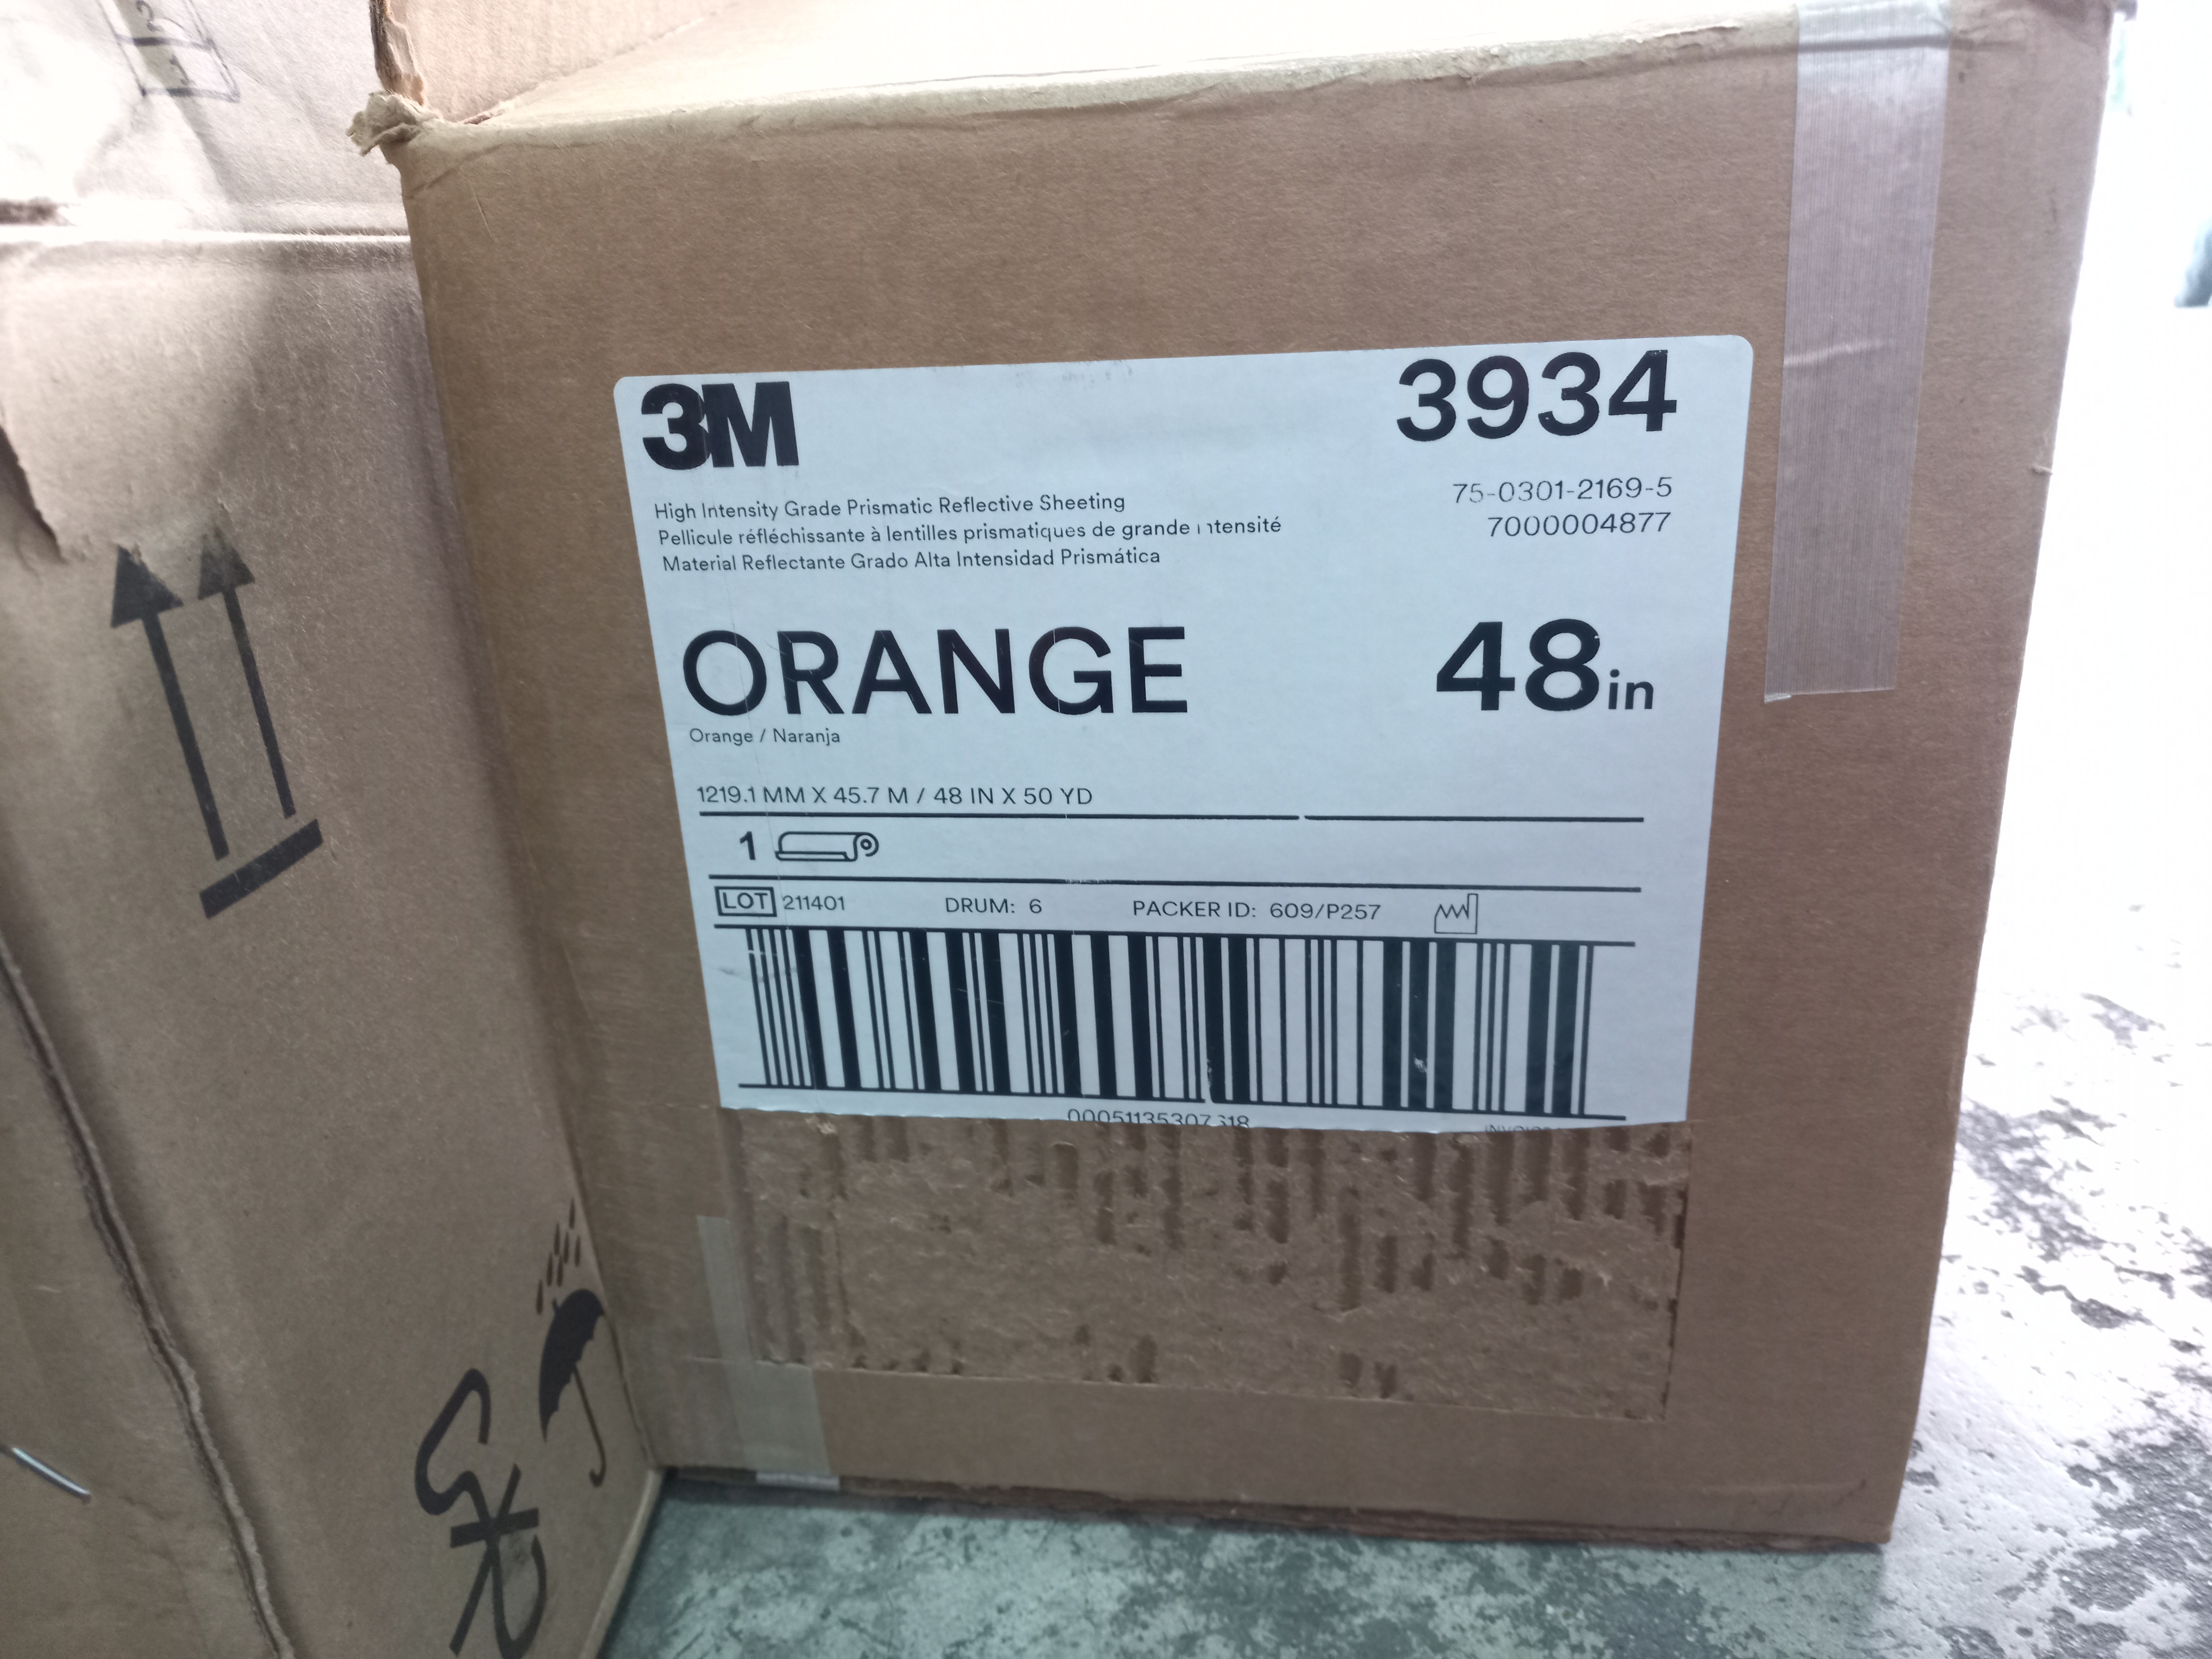 3M
3934
High Intensity Grade Prismatic Reflective Sheeting
Pellicule réfléchissante à lentilles prismatiques de grande intensité
Material Reflectante Grado Alta Intensidad Prismática
75-0301-2169-5
7000004877
ORANGE
48in
Orange / Naranja
1219.1 MM X 45.7 M / 48 IN X 50 YD
1
LOT 211401 DRUM: 6 PACKER ID: 609/P257